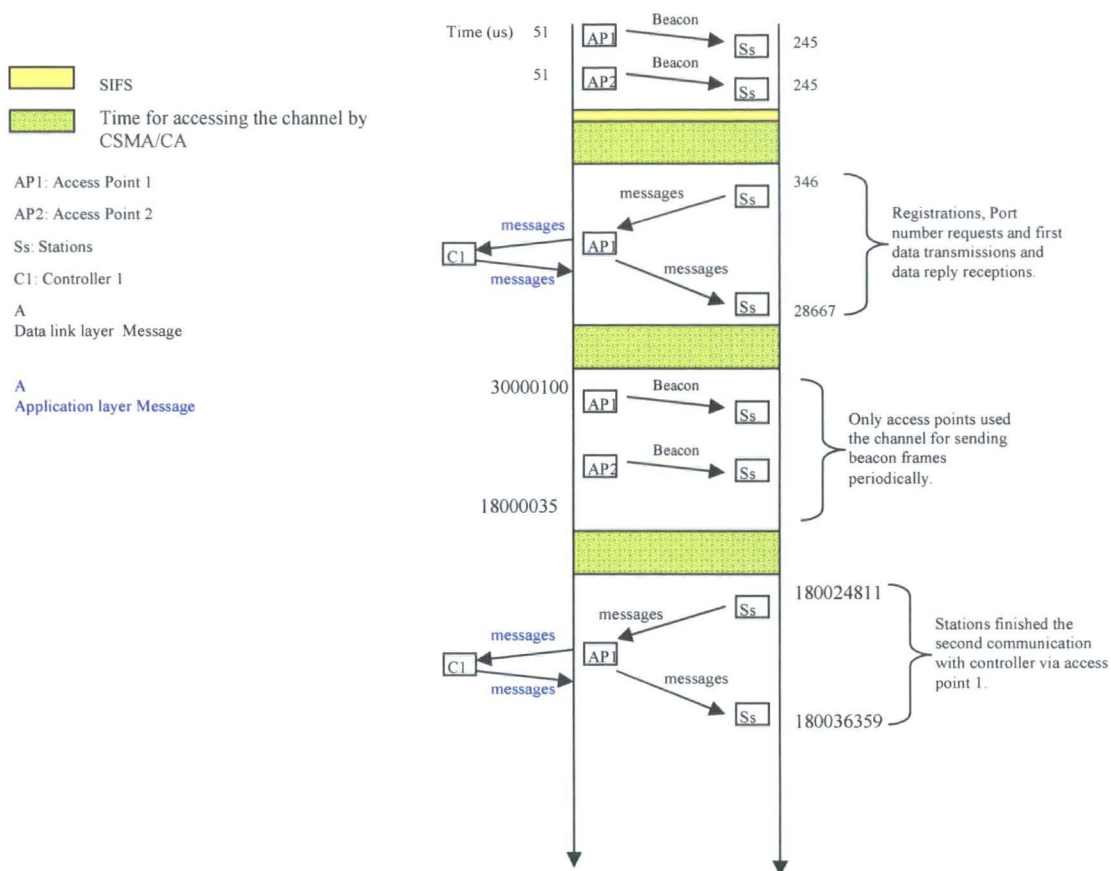 Time (us)
51
AP1
Beacon
Ss
245
51
AP2
Beacon
Ss
245
SIFS
Time for accessing the channel by
CSMA/CA
AP1: Access Point 1
AP2: Access Point 2
Ss: Stations
C1: Controller 1
A
Data link layer Message
A
Application layer Message
messages
Ss
346
messages
AP1
C1
messages
messages
Ss
28667
Registrations, Port
number requests and first
data transmissions and
data reply receptions.
30000100
Beacon
AP1
Ss
Beacon
AP2
Ss
18000035
Only access points used
the channel for sending
beacon frames
periodically.
180024811
Ss
messages
messages
AP1
C1
messages
messages
Ss
180036359
Stations finished the
second communication
with controller via access
point 1.